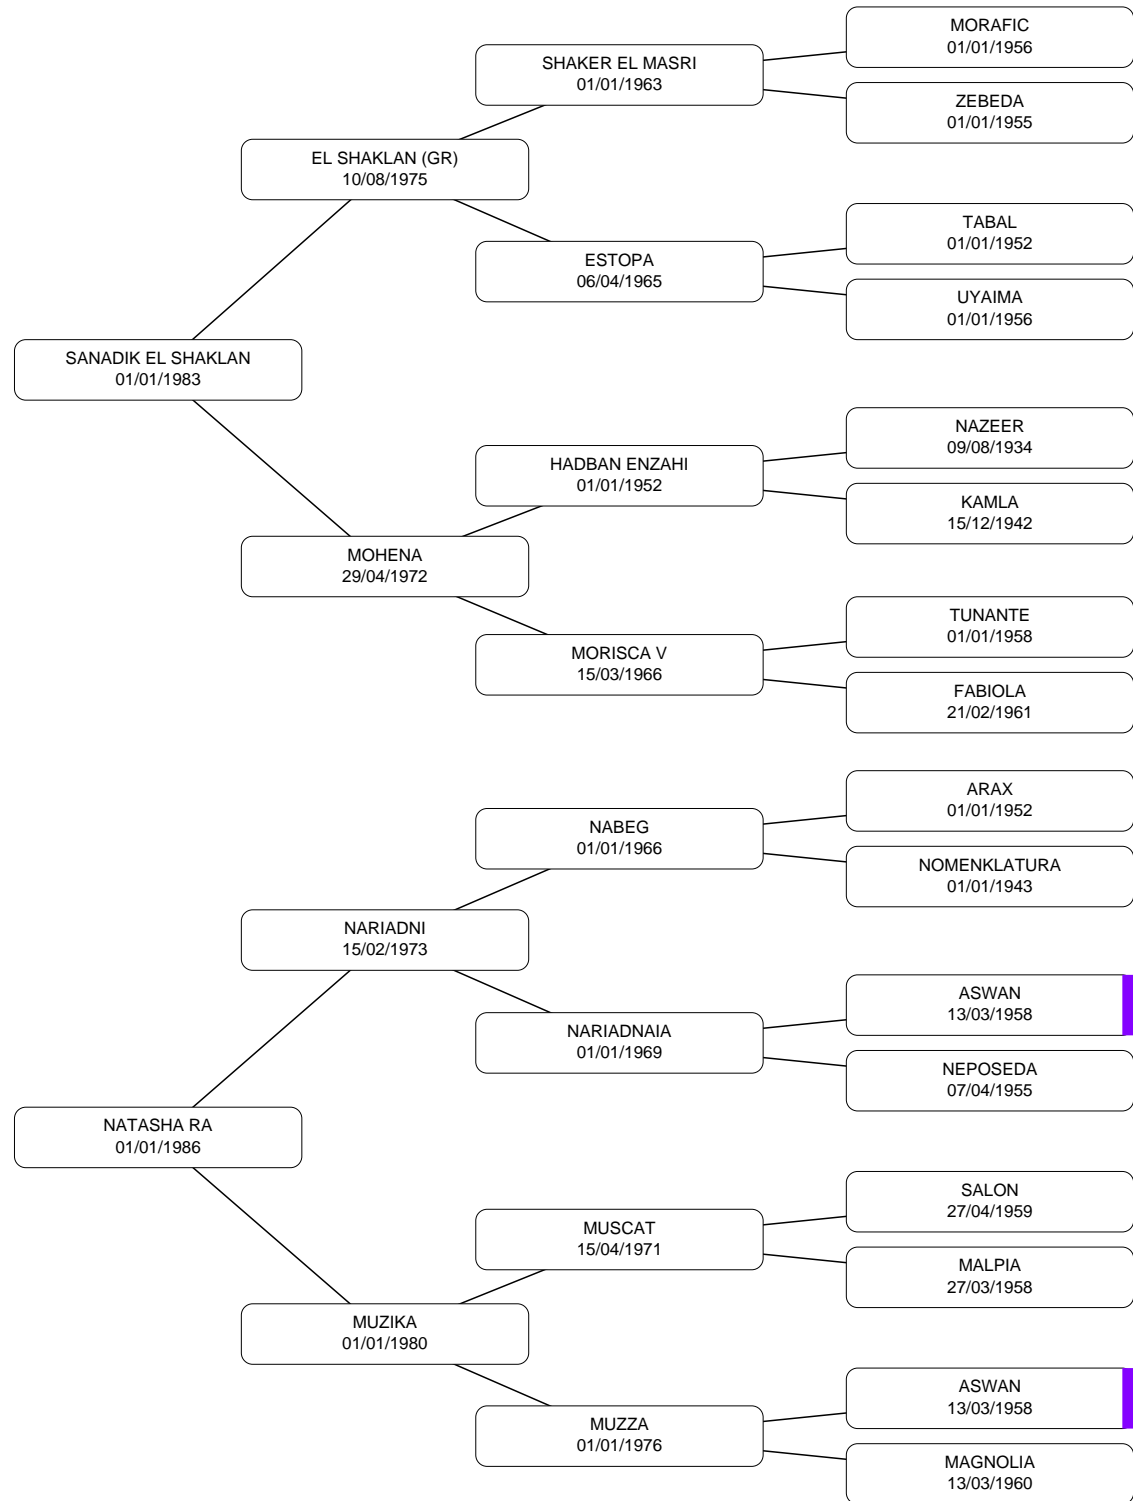 MORAFIC
01/01/1956
SHAKER EL MASRI
01/01/1963
ZEBEDA
01/01/1955
EL SHAKLAN (GR)
10/08/1975
TABAL
01/01/1952
ESTOPA
06/04/1965
UYAIMA
01/01/1956
SANADIK EL SHAKLAN
01/01/1983
NAZEER
09/08/1934
HADBAN ENZAHI
01/01/1952
KAMLA
15/12/1942
MOHENA
29/04/1972
TUNANTE
01/01/1958
MORISCA V
15/03/1966
FABIOLA
21/02/1961
ARAX
01/01/1952
NABEG
01/01/1966
NOMENKLATURA
01/01/1943
NARIADNI
15/02/1973
ASWAN
13/03/1958
NARIADNAIA
01/01/1969
NEPOSEDA
07/04/1955
NATASHA RA
01/01/1986
SALON
27/04/1959
MUSCAT
15/04/1971
MALPIA
27/03/1958
MUZIKA
01/01/1980
ASWAN
13/03/1958
MUZZA
01/01/1976
MAGNOLIA
13/03/1960